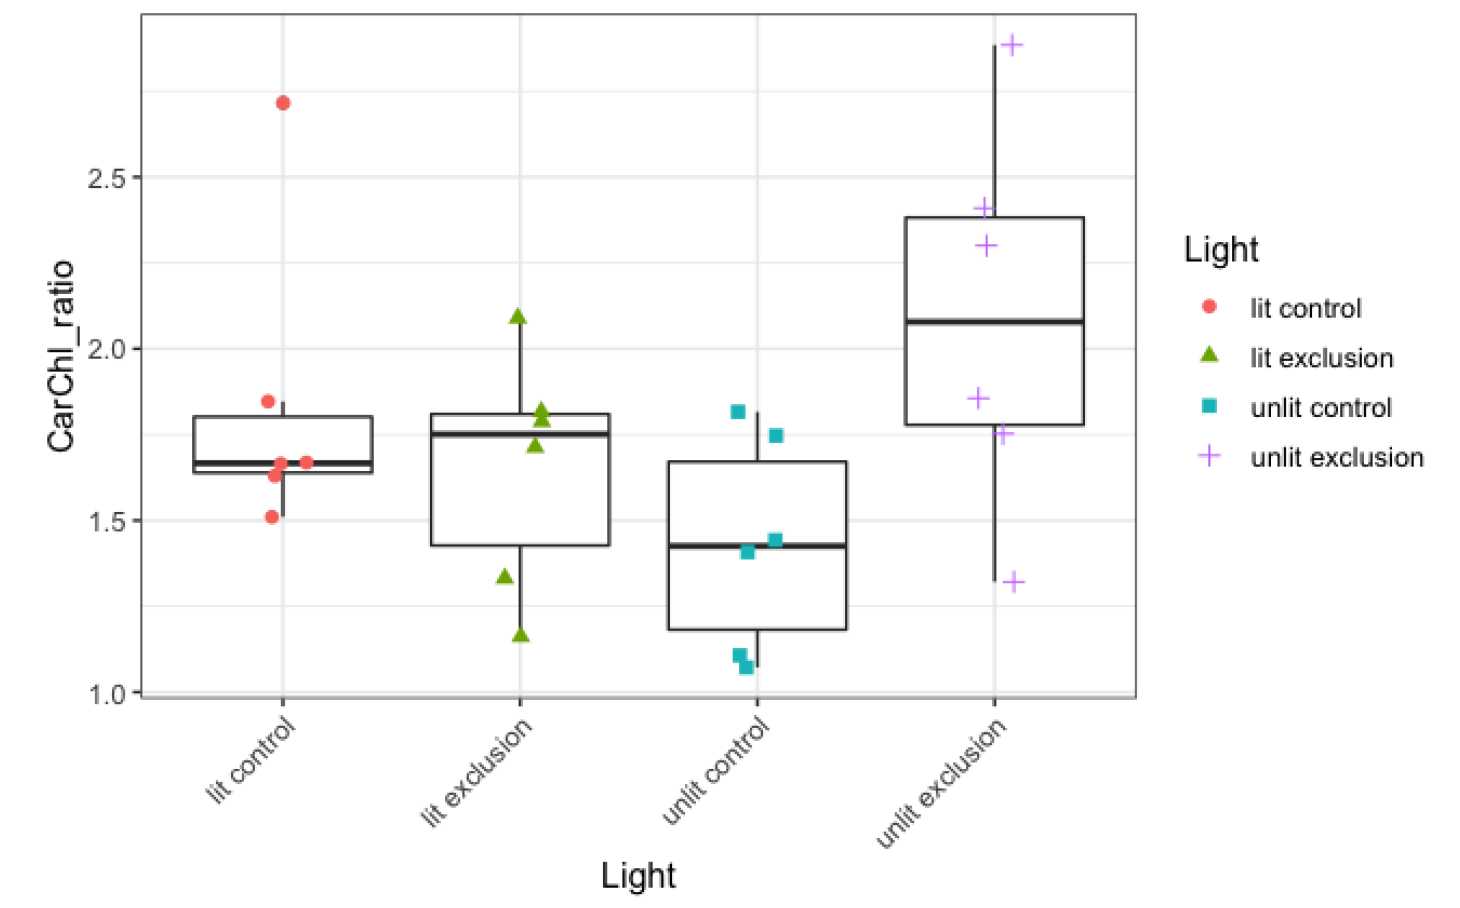 CarChl_ratio
2.5
2.0
1.5
1.0
lit control
lit exclusion
unlit control
unlit exclusion
Light
Light
lit control
lit exclusion
unlit control
unlit exclusion